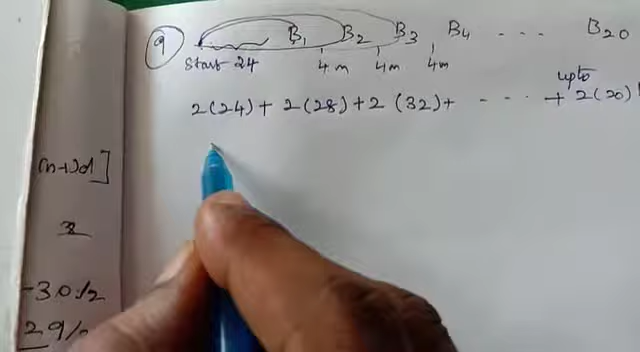 9 B₁ B₂ B₃ B₄ - - - B₂₀
Start 24 4m 4m 4m
upto
2(24) + 2(28) + 2(32) + - - - - + 2(20)
(n-1)d]
-30/2
29/